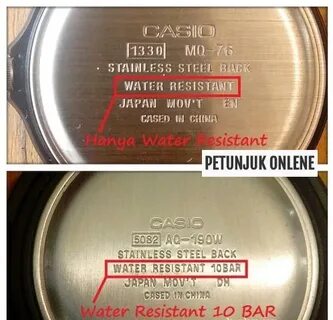 CASIO
1330 MQ-76
STAINLESS STEEL BACK
WATER RESISTANT
JAPAN MOV'T EN
CASED IN CHINA
Hanya Water Resistant
PETUNJUK ONLENE
CASIO
5082 AQ-190W
STAINLESS STEEL BACK
WATER RESISTANT 10BAR
JAPAN MOV'T DH
CASED IN CHINA
Water Resistant 10 BAR